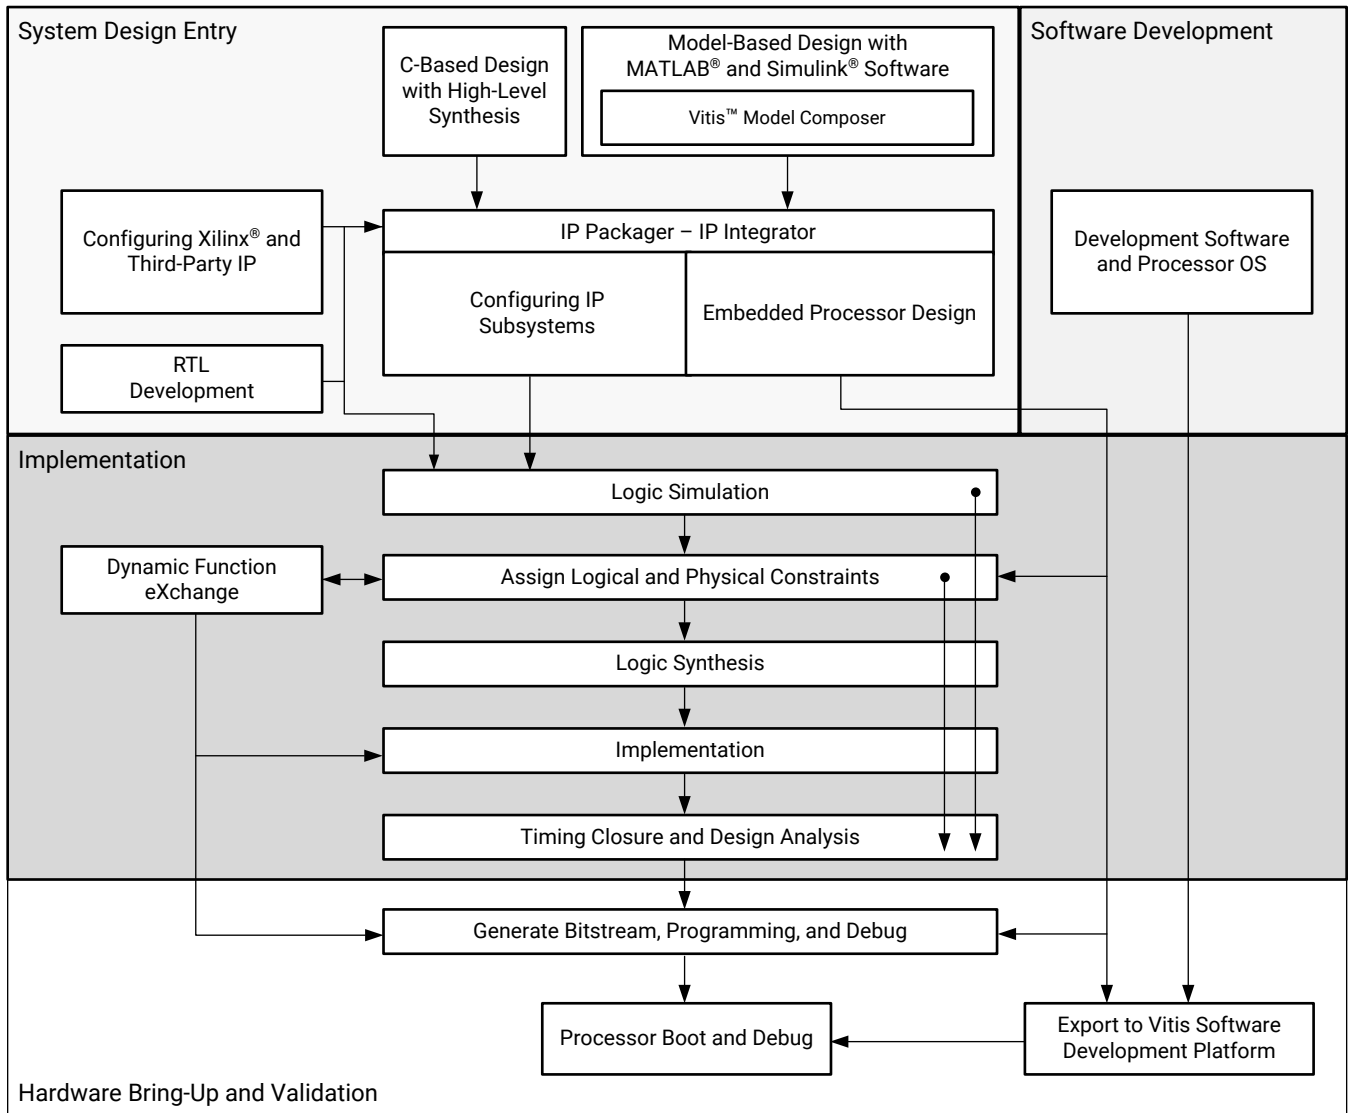 System Design Entry
Software Development
C-Based Design
with High-Level
Synthesis
Model-Based Design with
MATLAB® and Simulink® Software
Vitis™ Model Composer
Configuring Xilinx® and
Third-Party IP
IP Packager – IP Integrator
Development Software
and Processor OS
Configuring IP
Subsystems
Embedded Processor Design
RTL
Development
Implementation
Logic Simulation
Dynamic Function
eXchange
Assign Logical and Physical Constraints
Logic Synthesis
Implementation
Timing Closure and Design Analysis
Generate Bitstream, Programming, and Debug
Processor Boot and Debug
Export to Vitis Software
Development Platform
Hardware Bring-Up and Validation